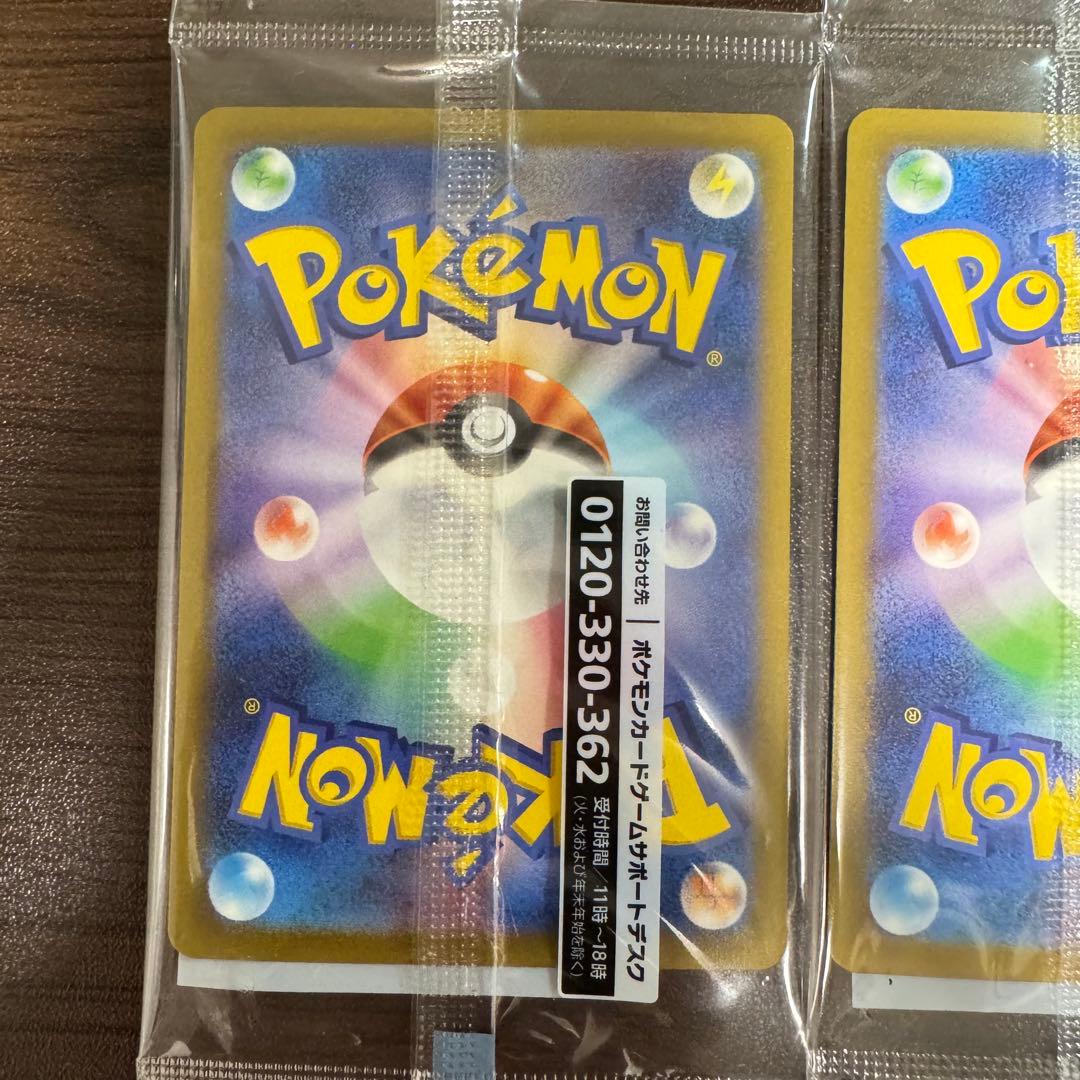 POKéMON
®
お問い合わせ先 | ポケモンカードゲームサポートデスク
0120-330-362 受付時間／11時～18時
(火・水および年末年始を除く)
POKéMON
®
PO
®